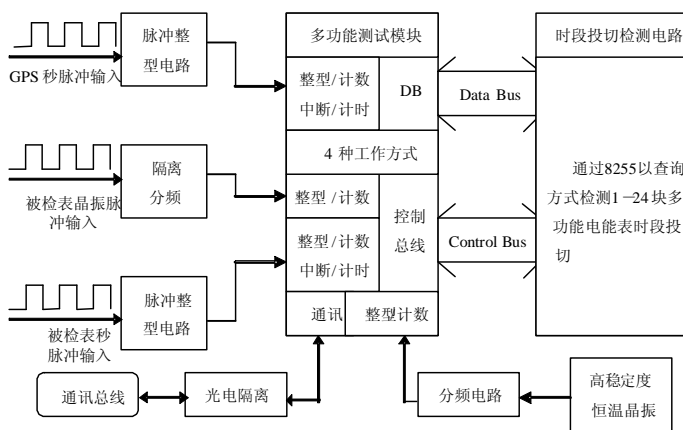 脉冲整
型电路
GPS 秒脉冲输入
多功能测试模块
整型/计数
中断/计时
DB
Data Bus
时段投切检测电路
4 种工作方式
隔离
分频
被检表晶振脉
冲输入
整型/计数
控制
总线
整型/计数
中断/计时
Control Bus
通过8255以查询
方式检测1－24块多
功能电能表时段投
切
脉冲整
型电路
被检表秒
脉冲输入
通讯
整型计数
通讯总线
光电隔离
分频电路
高稳定度
恒温晶振